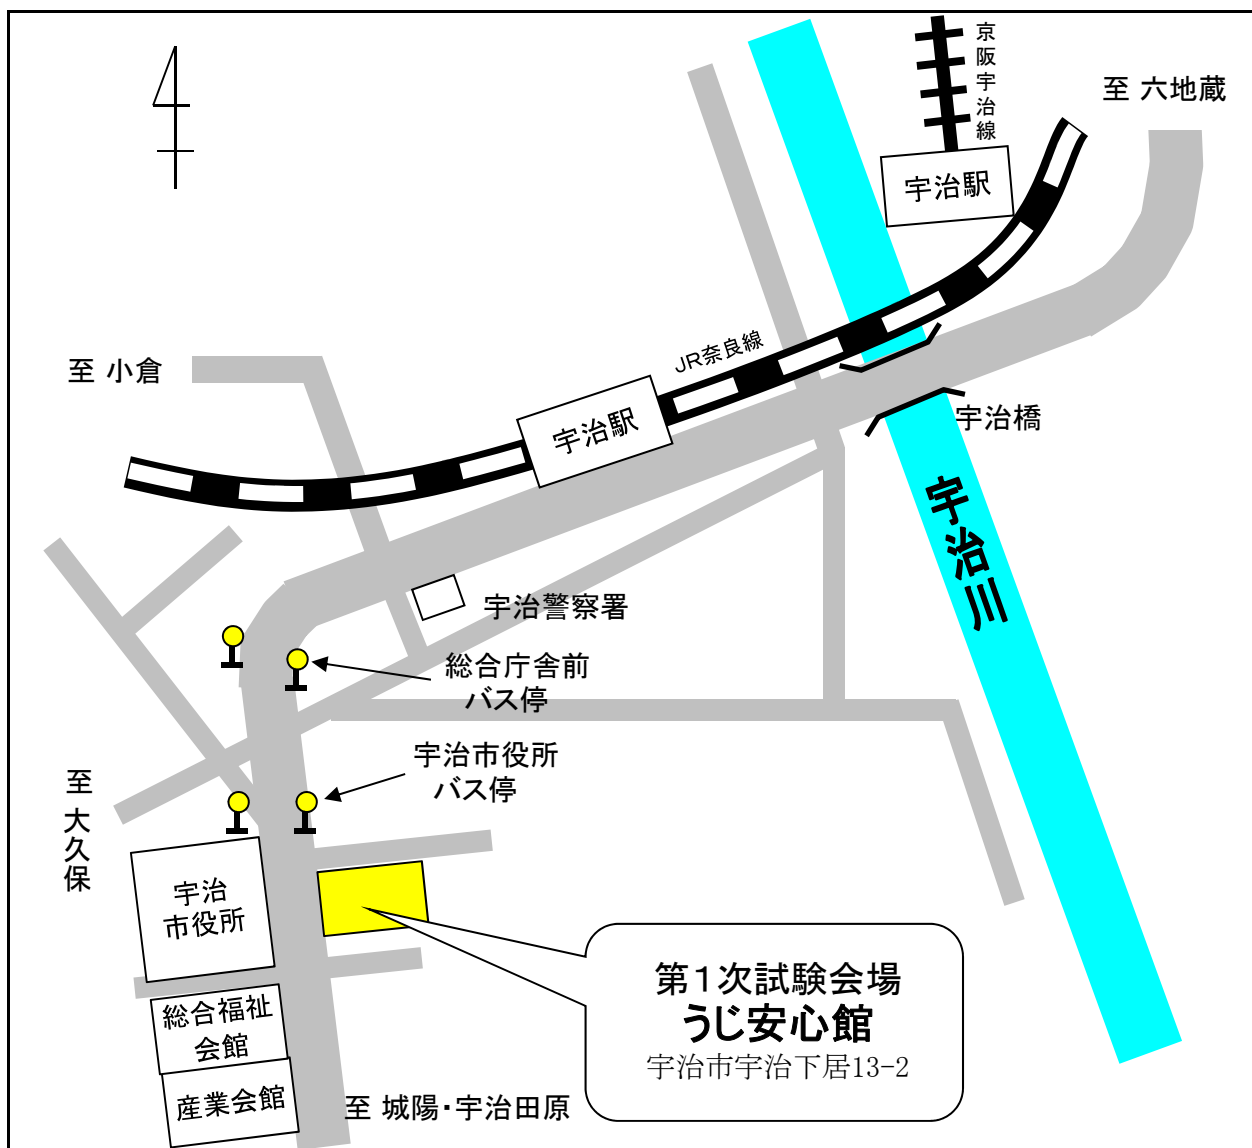 京阪宇治線
至 六地蔵
宇治駅
JR奈良線
至 小倉
宇治駅
宇治橋
宇治川
宇治警察署
総合庁舎前
バス停
宇治市役所
バス停
至 大久保
宇治
市役所
第1次試験会場
うじ安心館
宇治市宇治下居13-2
総合福祉
会館
産業会館
至 城陽・宇治田原